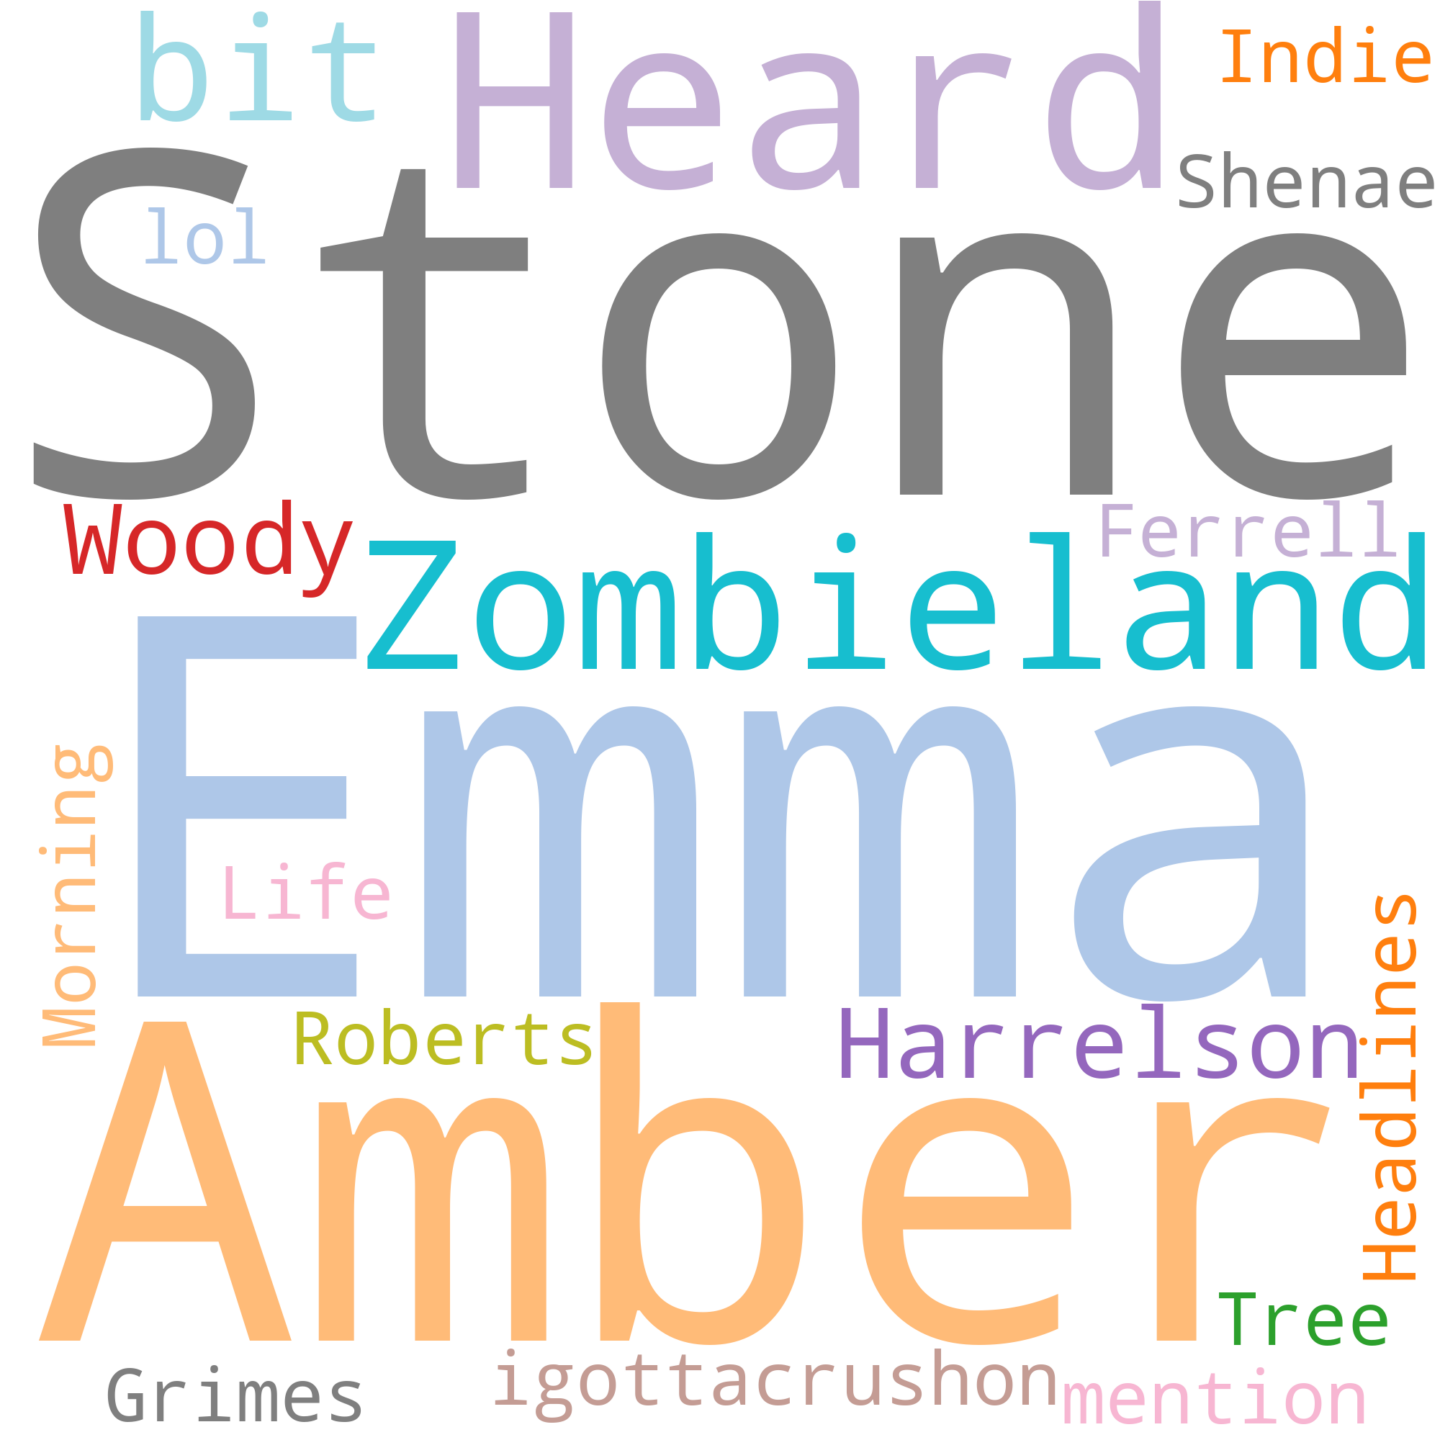 bit
Heard
Indie
Shenae
Stone
lol
Woody
Ferrell
Zombieland
Emma
Morning
Life
Headlines
Roberts
Harrelson
Amber
Tree
igottacrushon
Grimes
mention